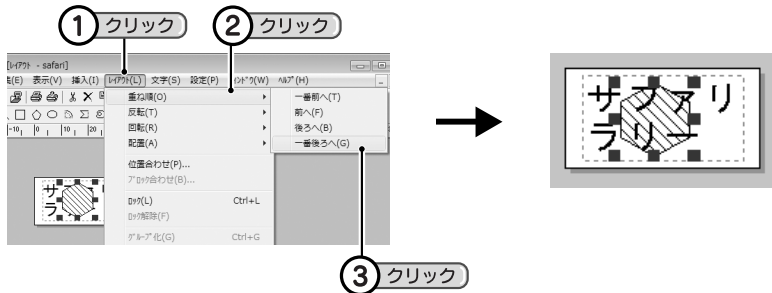 ① クリック
② クリック
[ﾚｲｱｳﾄ - safari]
集(E) 表示(V) 挿入(I) ﾚｲｱｳﾄ(L) 文字(S) 設定(P) ｨﾝﾄﾞｳ(W) ﾍﾙﾌﾟ(H)
重ね順(O)
反転(T)
回転(R)
配置(A)
位置合わせ(P)...
ﾌﾞﾛｯｸ合わせ(B)...
ﾛｯｸ(L) Ctrl+L
ﾛｯｸ解除(F)
ｸﾞﾙｰﾌﾟ化(G) Ctrl+G
一番前へ(T)
前へ(F)
後ろへ(B)
一番後ろへ(G)
-10 0 10 20
サ
ラ
③ クリック
サファリ
ラリー